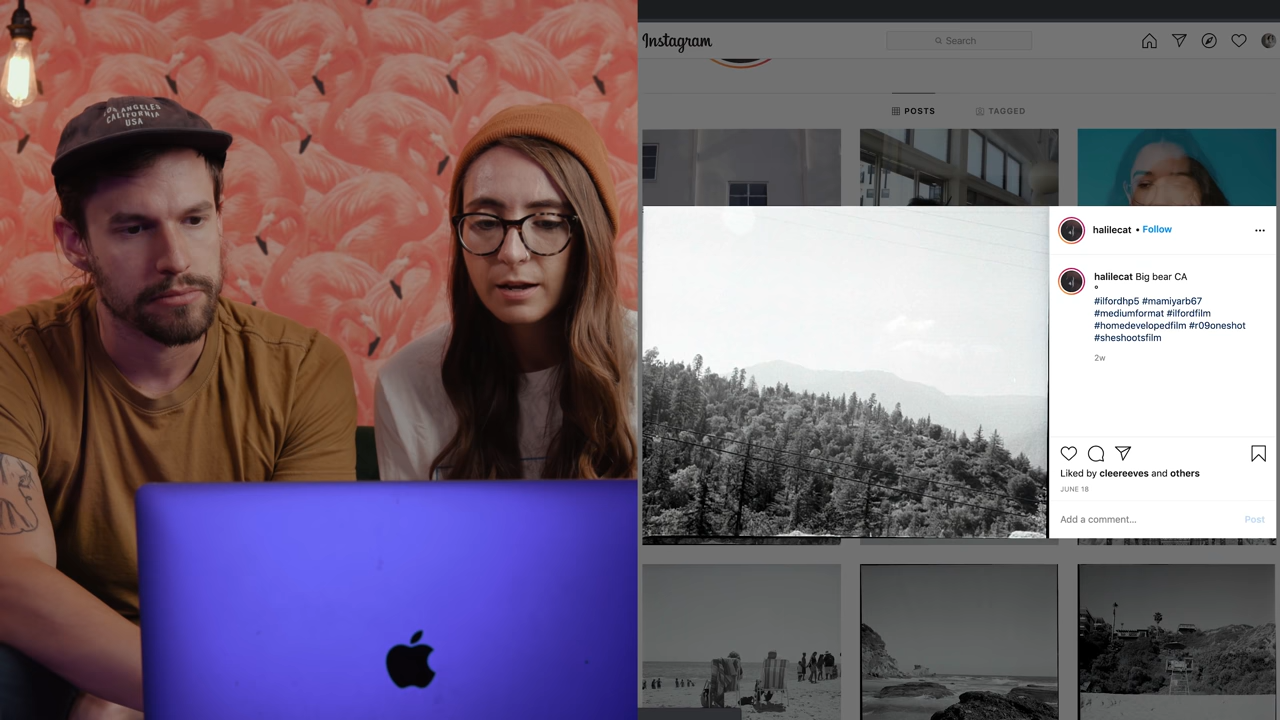 LOS ANGELES
CALIFORNIA
USA
Instagram
Search
POSTS
TAGGED
halilecat • Follow
halilecat Big bear CA
#ilfordhp5 #mamiyarb67
#mediumformat #ilfordfilm
#homedevelopedfilm #r09oneshot
#sheshootsfilm
2w
Liked by cleereeves and others
JUNE 18
Add a comment...
Post